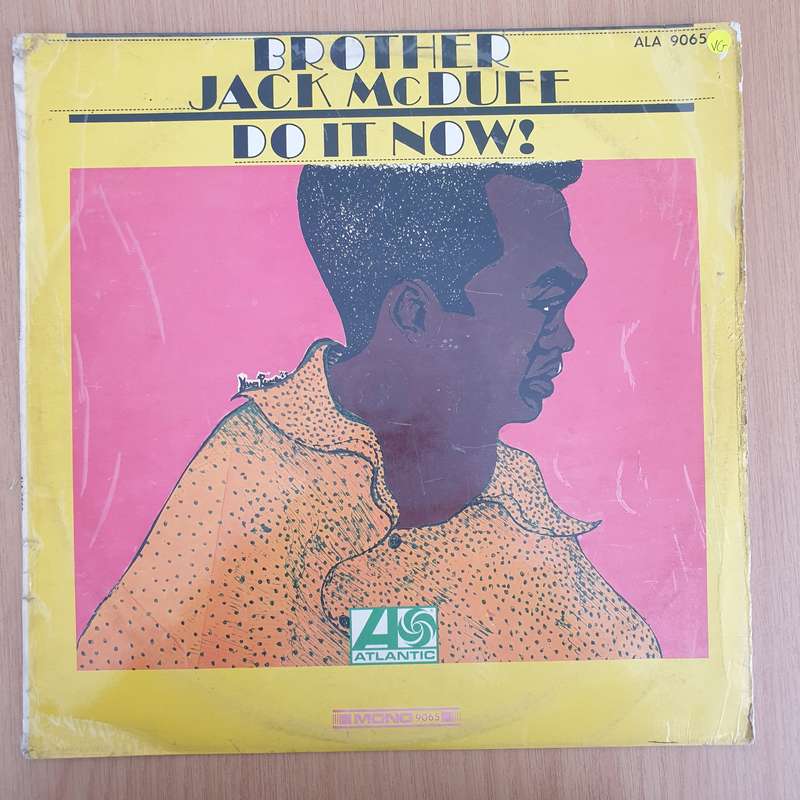 BROTHER
ALA 9065
VG
JACK McDUFF
DO IT NOW!
ATLANTIC
MONO 9065